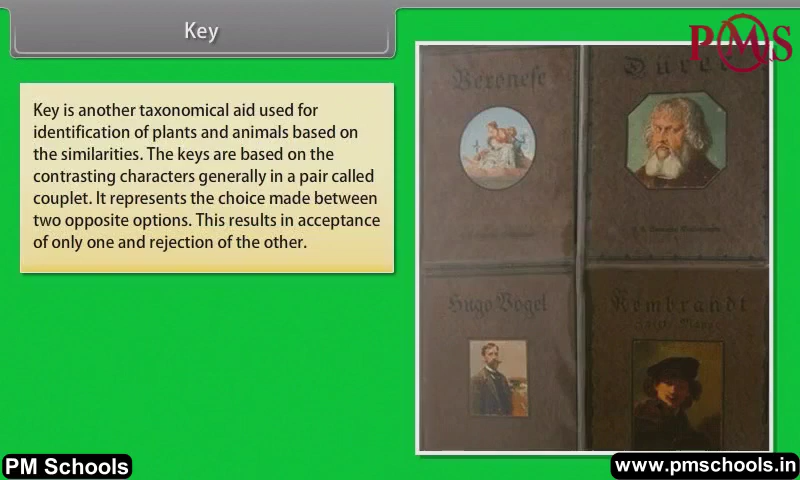 Key
PMS
Key is another taxonomical aid used for
identification of plants and animals based on
the similarities. The keys are based on the
contrasting characters generally in a pair called
couplet. It represents the choice made between
two opposite options. This results in acceptance
of only one and rejection of the other.
Veronese
Dürer
Hugo Vogel
Rembrandt
PM Schools
www.pmschools.in